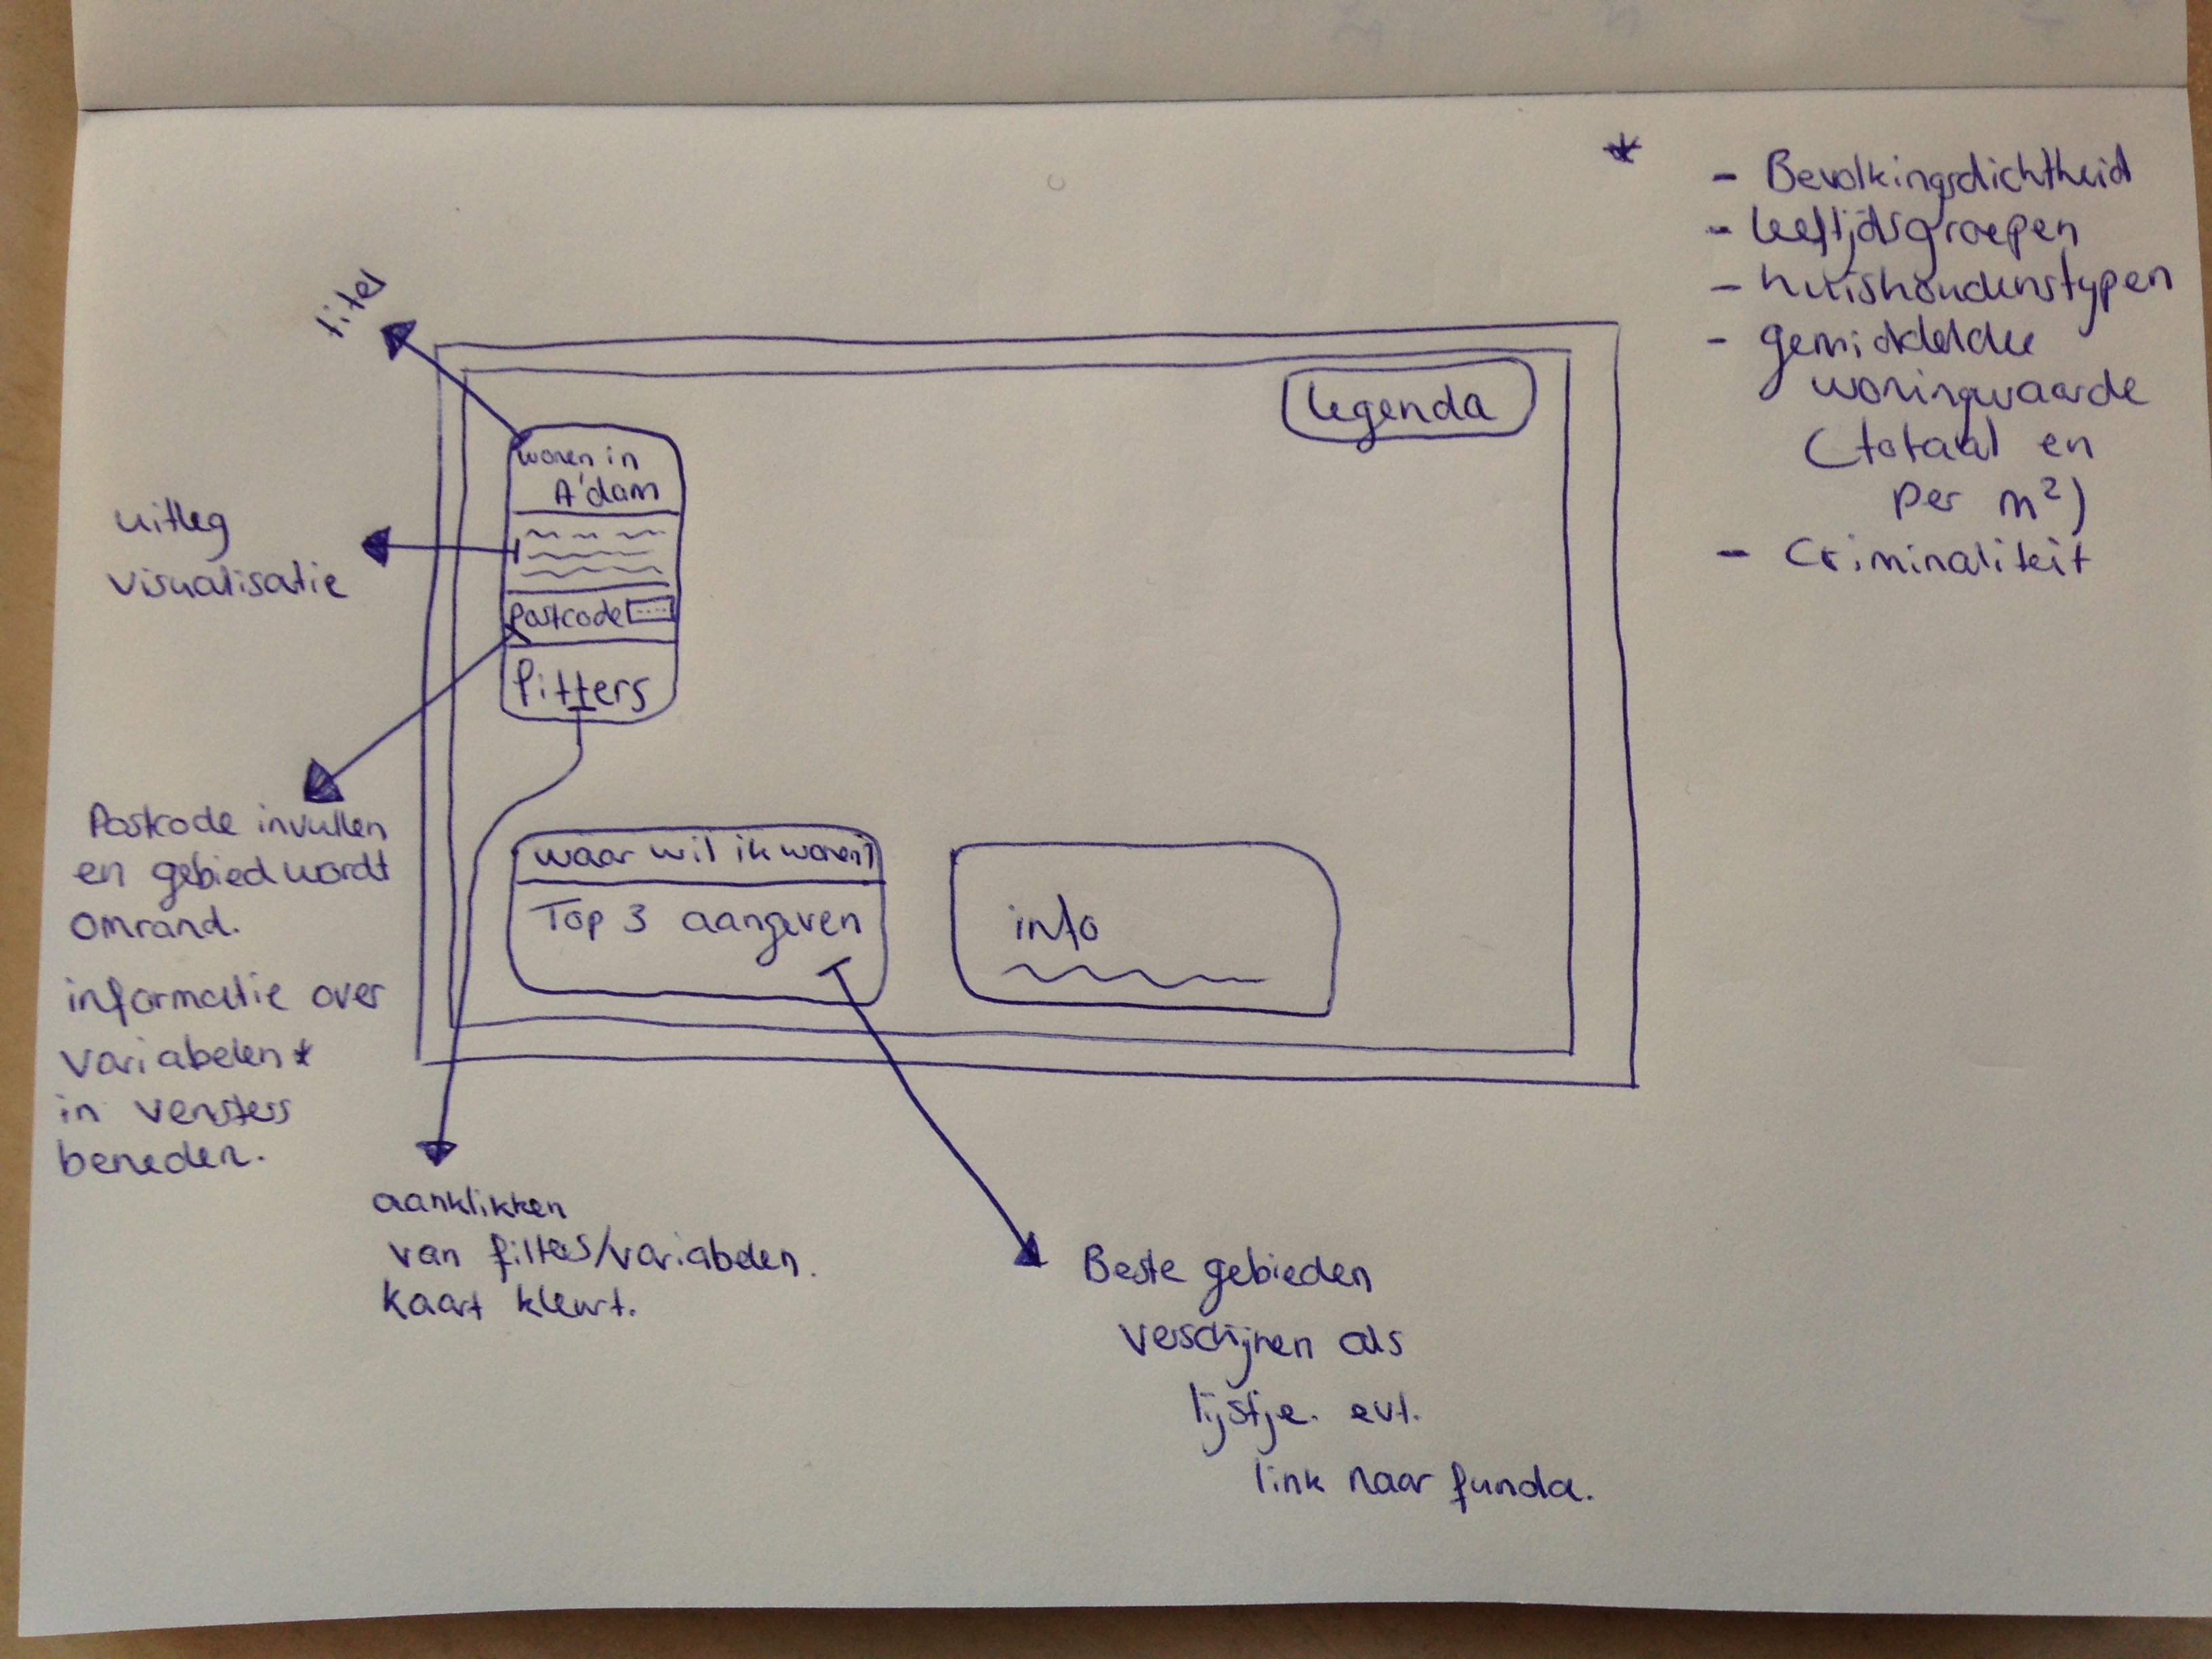 titel
uitleg
visualisatie
Postcode invullen
en gebied wordt
omrand.
informatie over
variabelen*
in vensters
beneden.
aanklikken
van filters/variabelen.
kaart kleurt.
wonen in
A'dam
postcode
filters
waar wil ik wonen?
Top 3 aangeven
info
legenda
Beste gebieden
verschijnen als
lijstje. evt.
link naar funda.
*
- Bevolkingsdichtheid
- leeftijdsgroepen
- huishoudenstypen
- gemiddelde
woningwaarde
(totaal en
per m²)
- Criminaliteit